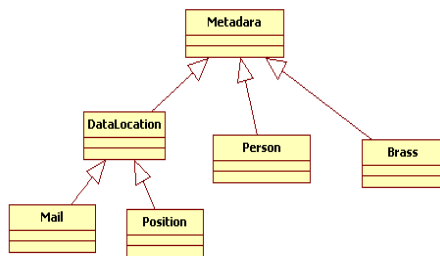 Metadara
DataLocation
Person
Brass
Mail
Position